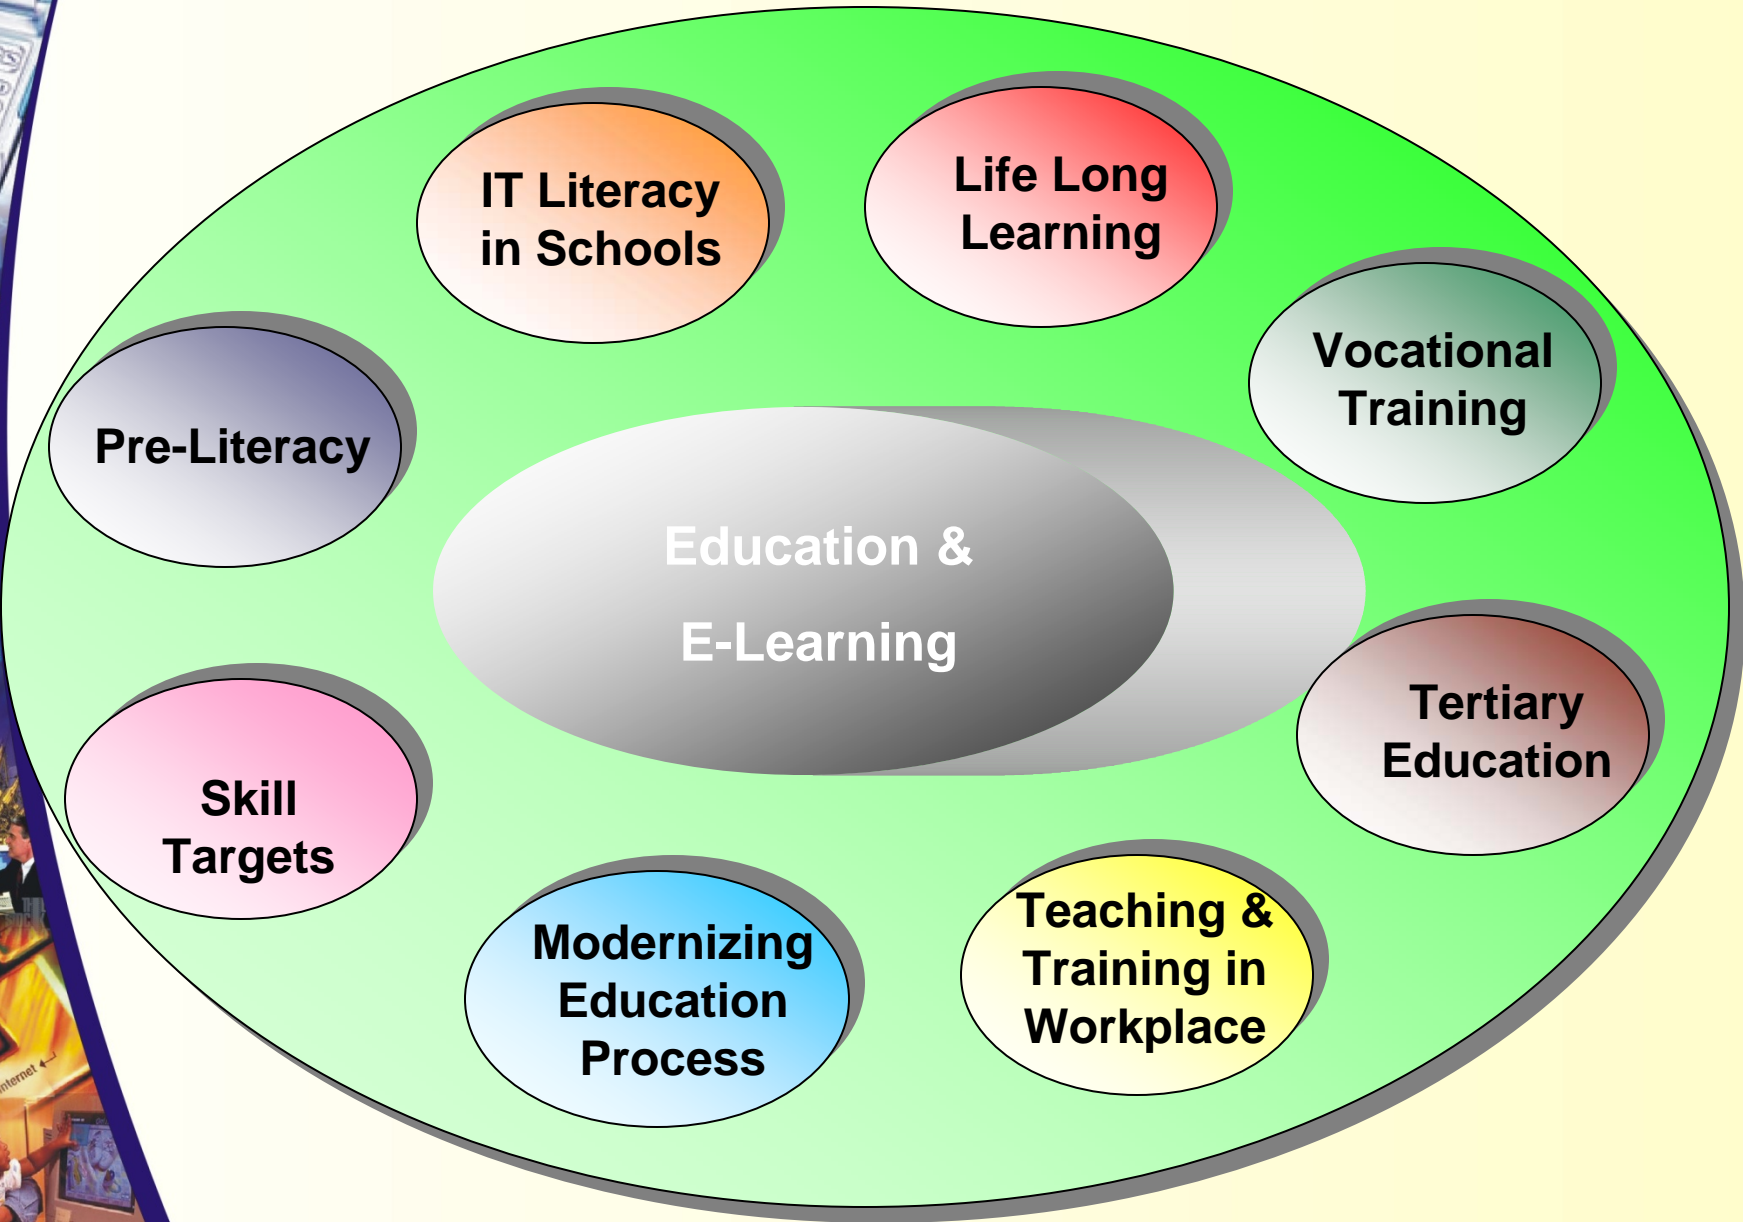 IT Literacy
in Schools
Life Long
Learning
Vocational
Training
Pre-Literacy
Education &
E-Learning
Tertiary
Education
Skill
Targets
Modernizing
Education
Process
Teaching &
Training in
Workplace